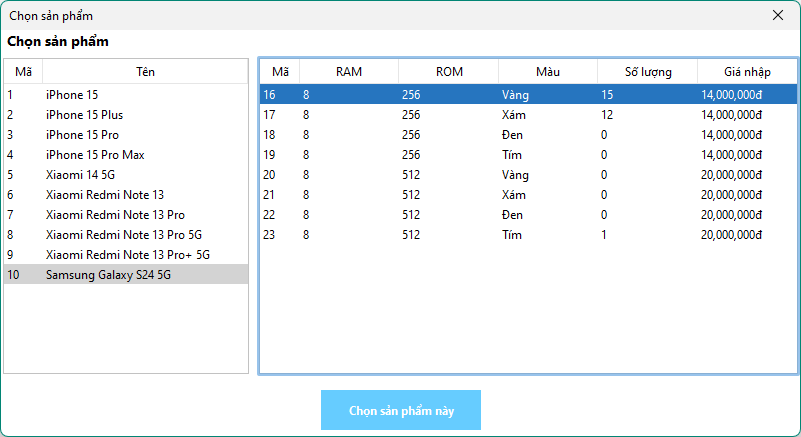 Chọn sản phẩm
Chọn sản phẩm
Mã Tên
1 iPhone 15
2 iPhone 15 Plus
3 iPhone 15 Pro
4 iPhone 15 Pro Max
5 Xiaomi 14 5G
6 Xiaomi Redmi Note 13
7 Xiaomi Redmi Note 13 Pro
8 Xiaomi Redmi Note 13 Pro 5G
9 Xiaomi Redmi Note 13 Pro+ 5G
10 Samsung Galaxy S24 5G
Mã RAM ROM Màu Số lượng Giá nhập
16 8 256 Vàng 15 14,000,000đ
17 8 256 Xám 12 14,000,000đ
18 8 256 Đen 0 14,000,000đ
19 8 256 Tím 0 14,000,000đ
20 8 512 Vàng 0 20,000,000đ
21 8 512 Xám 0 20,000,000đ
22 8 512 Đen 0 20,000,000đ
23 8 512 Tím 1 20,000,000đ
Chọn sản phẩm này